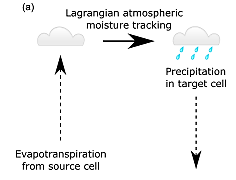 (a)
Lagrangian atmospheric
moisture tracking
Precipitation
in target cell
Evapotranspiration
from source cell